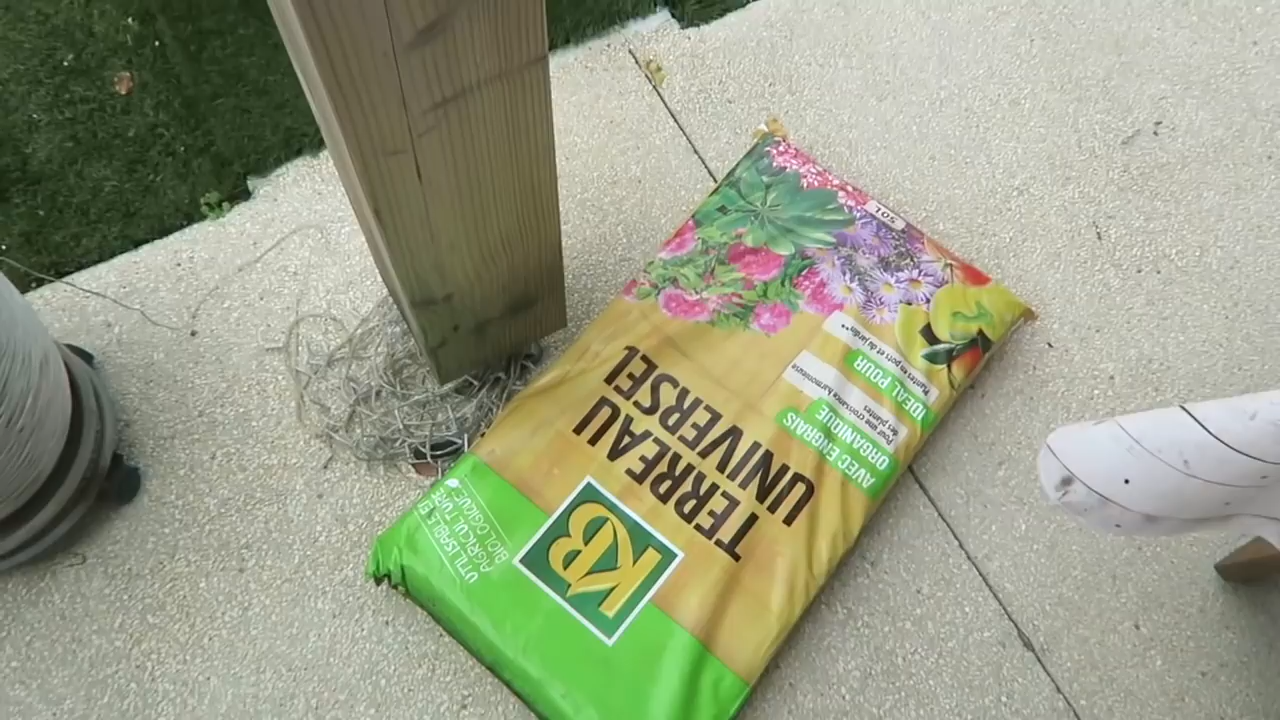 UTILISABLE EN
AGRICULTURE
BIOLOGIQUE
KB
TERREAU
UNIVERSEL
AVEC ENGRAIS
ORGANIQUE
Pour une croissance harmonieuse
des plantes
IDÉAL POUR
Plantes en pots et du jardin**
50L